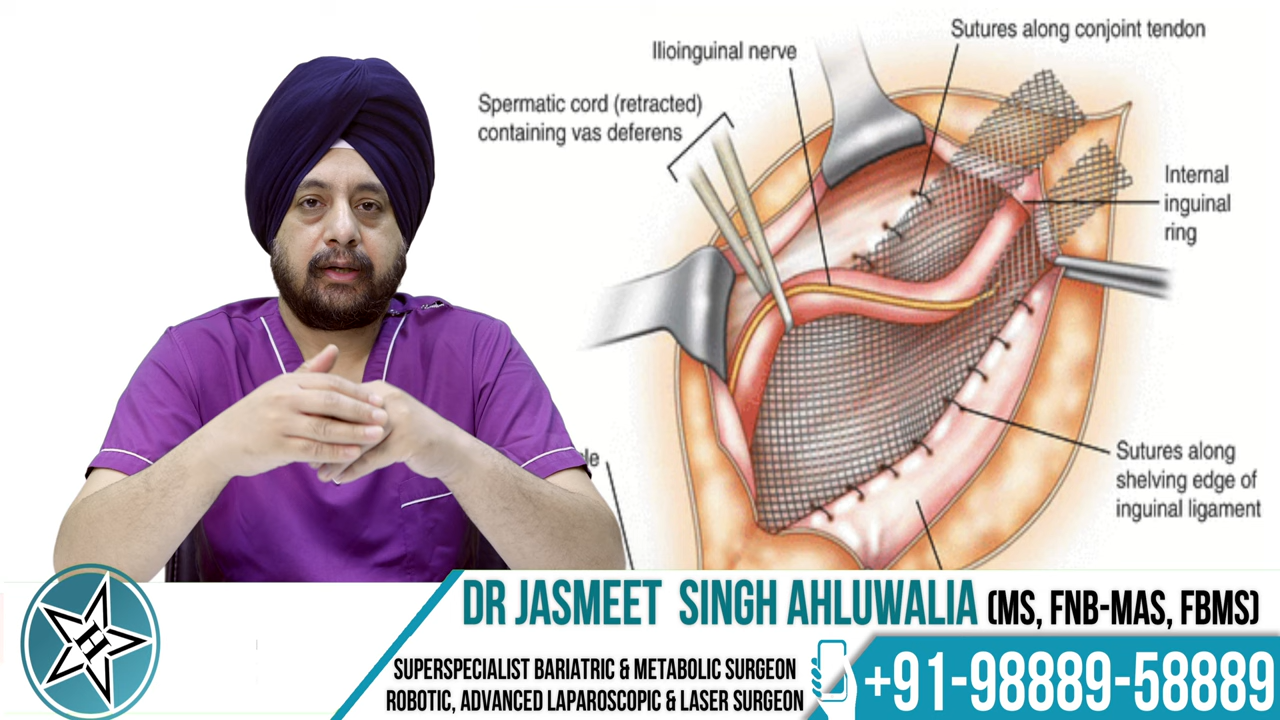 Sutures along conjoint tendon
Ilioinguinal nerve
Spermatic cord (retracted)
containing vas deferens
Internal
inguinal
ring
le
Sutures along
shelving edge of
inguinal ligament
DR JASMEET SINGH AHLUWALIA (MS, FNB-MAS, FBMS)
SUPERSPECIALIST BARIATRIC & METABOLIC SURGEON
ROBOTIC, ADVANCED LAPAROSCOPIC & LASER SURGEON
+91-98889-58889